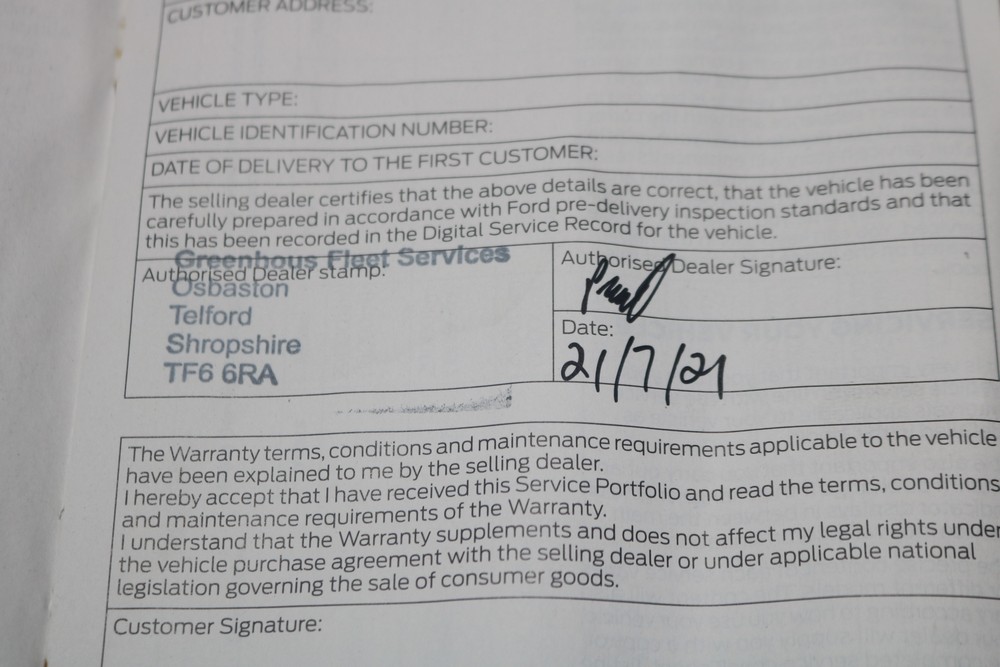 CUSTOMER ADDRESS:
VEHICLE TYPE:
VEHICLE IDENTIFICATION NUMBER:
DATE OF DELIVERY TO THE FIRST CUSTOMER:
The selling dealer certifies that the above details are correct, that the vehicle has been
carefully prepared in accordance with Ford pre-delivery inspection standards and that
this has been recorded in the Digital Service Record for the vehicle.
Authorised Dealer stamp:
Greenhous Fleet Services
Osbaston
Telford
Shropshire
TF6 6RA
Authorised Dealer Signature:
Date:
21/7/21
The Warranty terms, conditions and maintenance requirements applicable to the vehicle
have been explained to me by the selling dealer.
I hereby accept that I have received this Service Portfolio and read the terms, conditions
and maintenance requirements of the Warranty.
I understand that the Warranty supplements and does not affect my legal rights under
the vehicle purchase agreement with the selling dealer or under applicable national
legislation governing the sale of consumer goods.
Customer Signature: